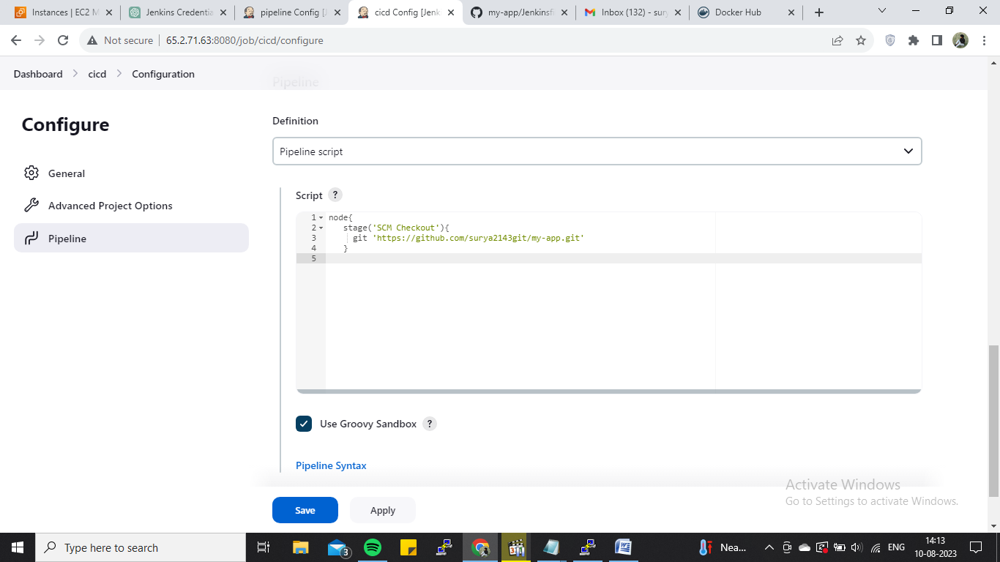 Instances | EC2 M
Jenkins Credentia
pipeline Config [J
cicd Config [Jenk
my-app/Jenkinsfi
Inbox (132) - sury
Docker Hub
Not secure
65.2.71.63:8080/job/cicd/configure
Dashboard
cicd
Configuration
Pipeline
Configure
General
Advanced Project Options
Pipeline
Definition
Pipeline script
Script ?
1 node{
2 stage('SCM Checkout'){
3 git 'https://github.com/surya2143git/my-app.git'
4 }
5
Use Groovy Sandbox ?
Pipeline Syntax
Save
Apply
Activate Windows
Go to Settings to activate Windows.
Type here to search
3
Nea...
ENG
14:13
10-08-2023